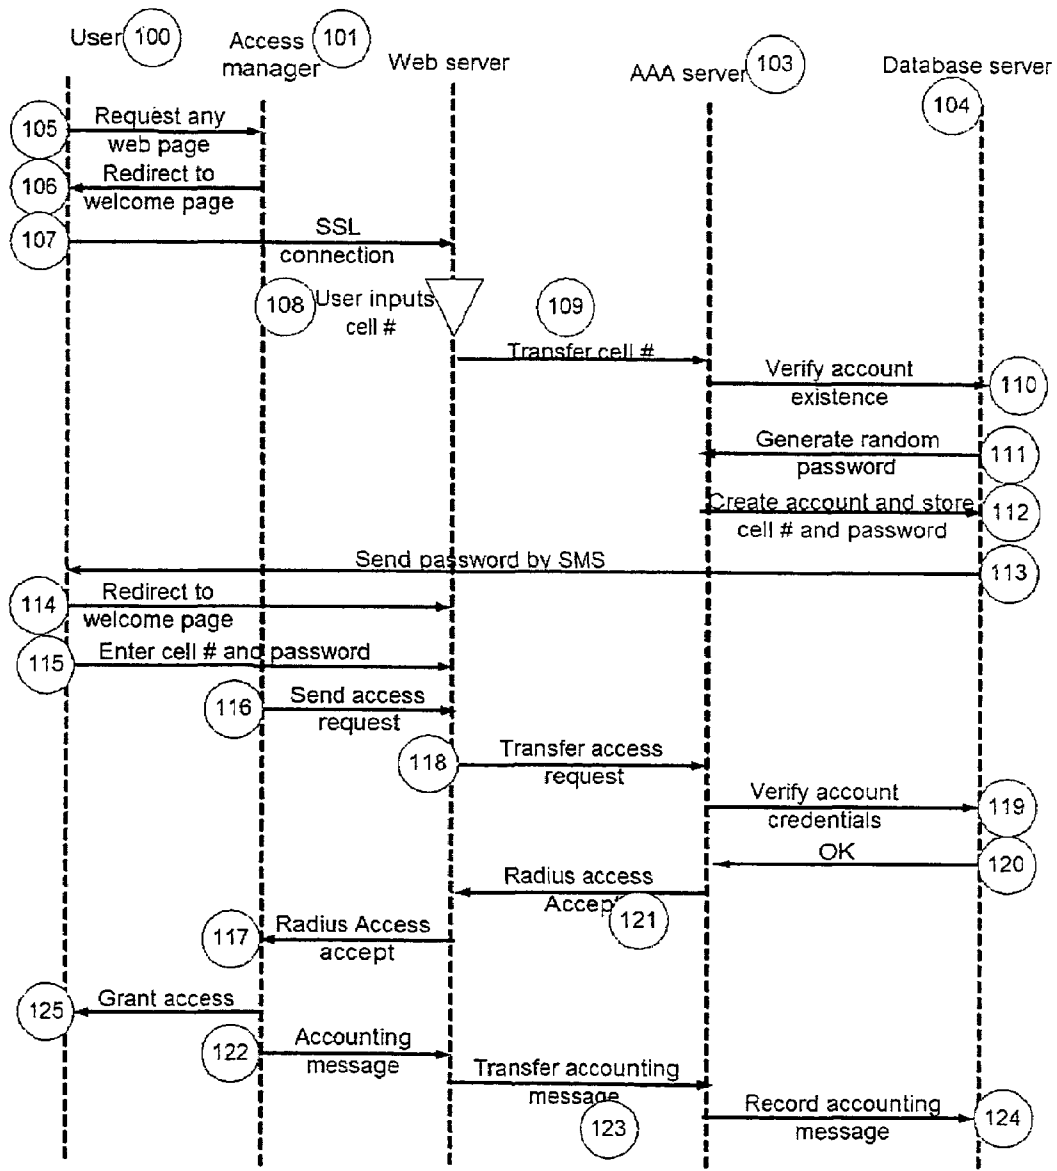 User 100
Access 101
manager
Web server
AAA server 103
Database server
104
105 Request any
web page
106 Redirect to
welcome page
107 SSL
connection
108 User inputs
cell #
109
Transfer cell #
Verify account 110
existence
Generate random 111
password
Create account and store 112
cell # and password
Send password by SMS 113
114 Redirect to
welcome page
115 Enter cell # and password
116 Send access
request
118 Transfer access
request
Verify account 119
credentials
OK 120
Radius access
Accept 121
117 Radius Access
accept
125 Grant access
122 Accounting
message
Transfer accounting
message
123
Record accounting 124
message